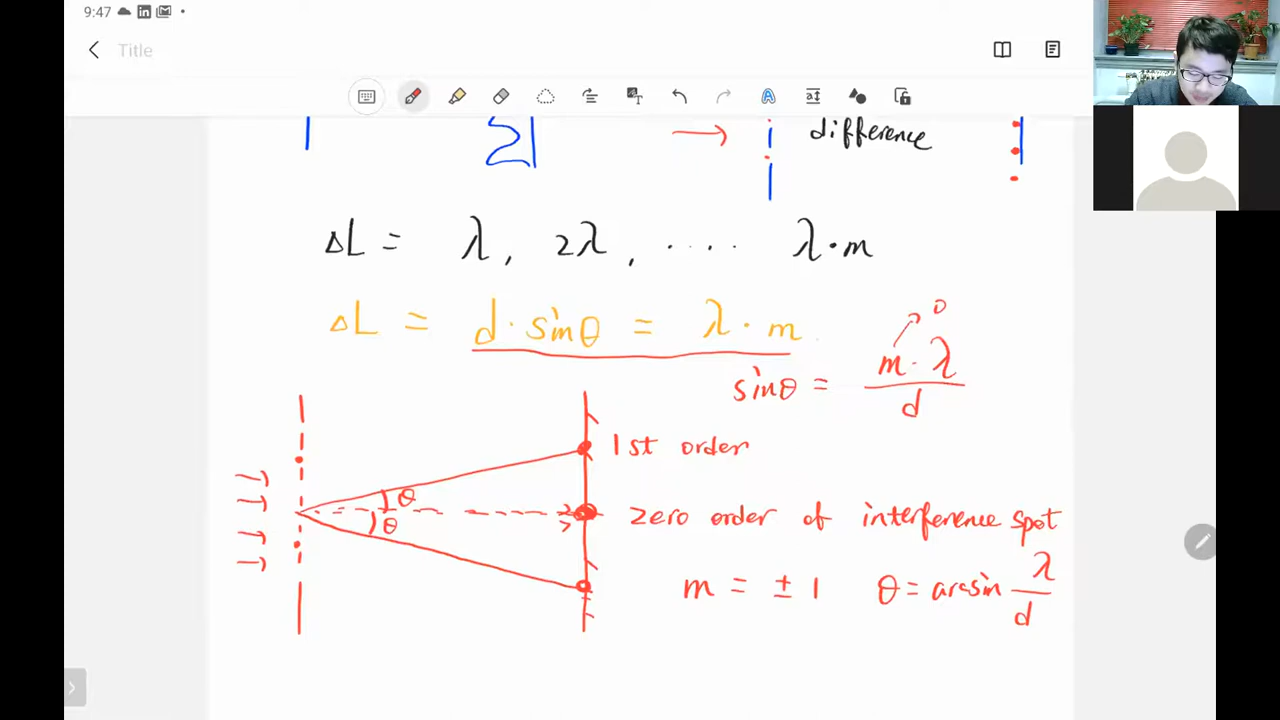 9:47
Title
difference
ΔL = λ, 2λ, .... λ·m
ΔL = d·sinθ = λ·m
sinθ = m·λ / d
0
1st order
θ
θ
zero order of interference spot
m = ± 1 θ = arcsin λ / d